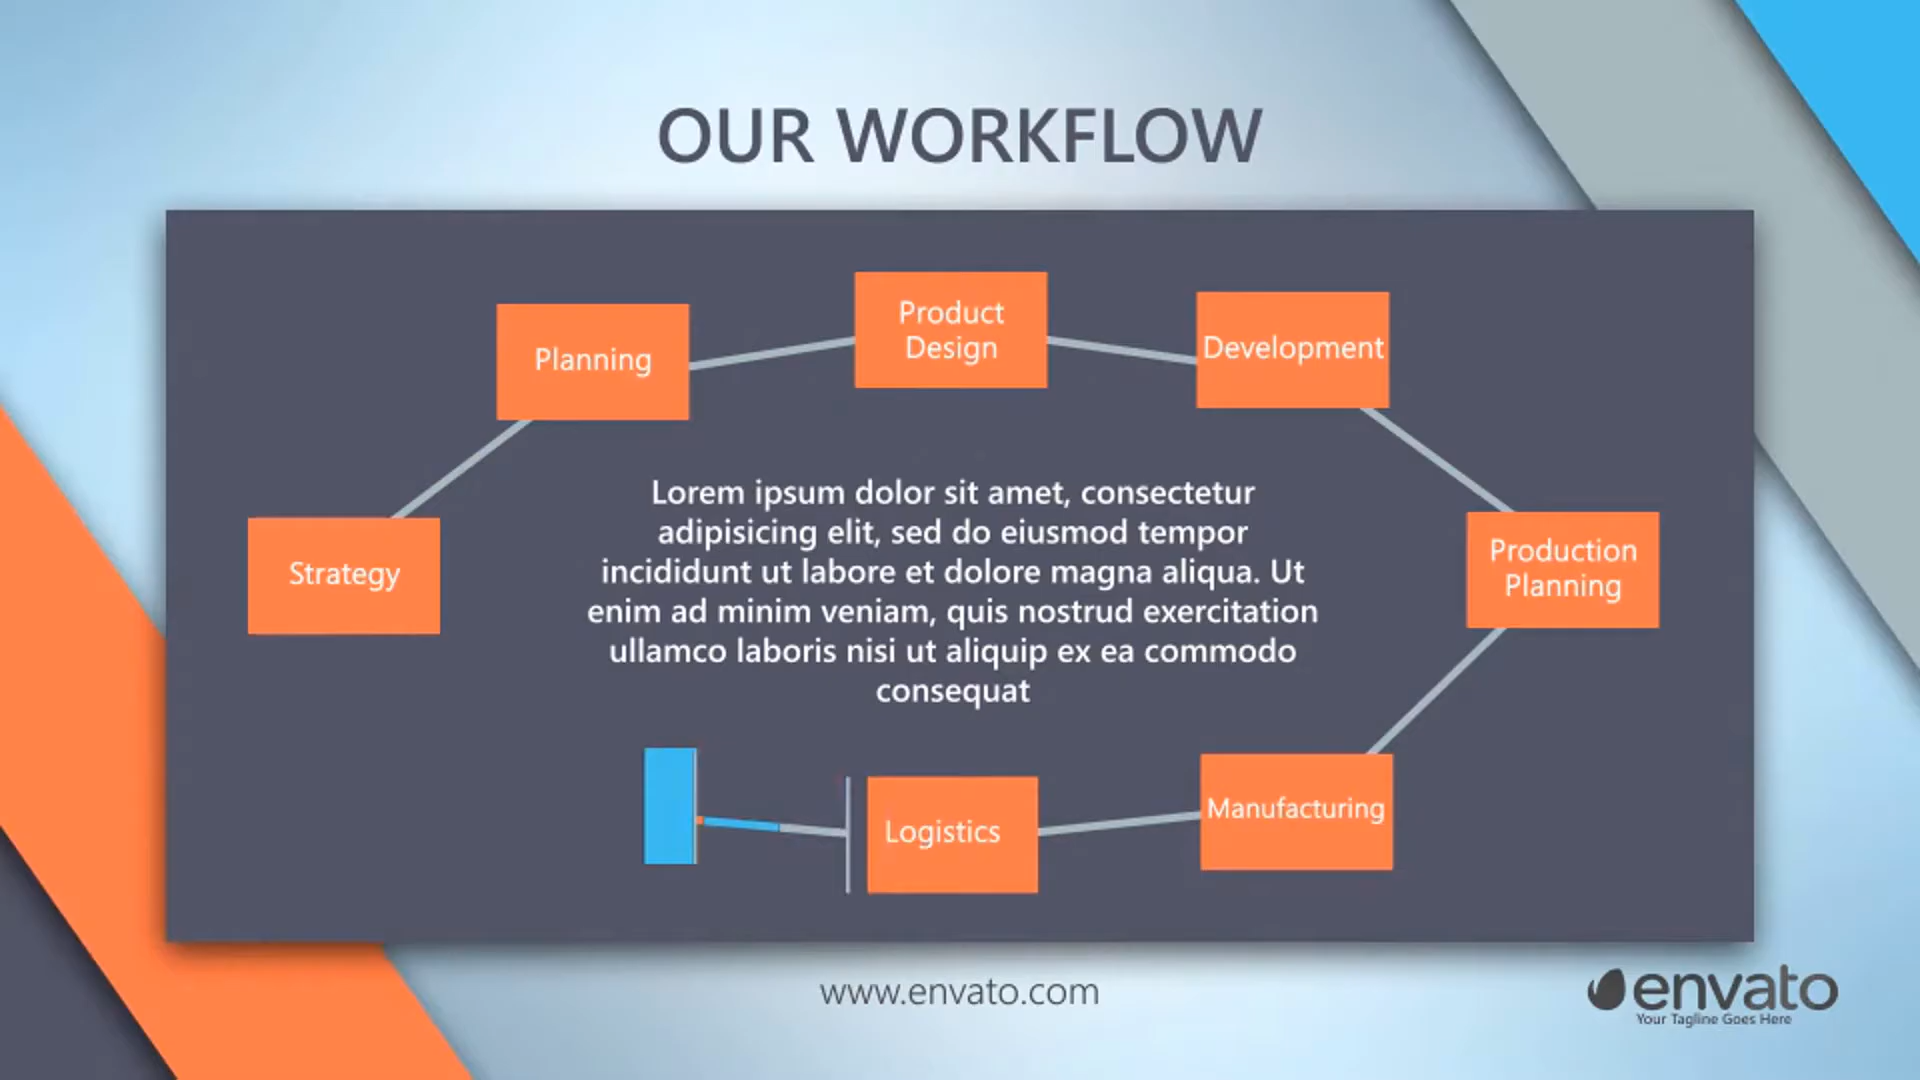 OUR WORKFLOW
Product
Design
Development
Planning
Lorem ipsum dolor sit amet, consectetur
adipisicing elit, sed do eiusmod tempor
incididunt ut labore et dolore magna aliqua. Ut
enim ad minim veniam, quis nostrud exercitation
ullamco laboris nisi ut aliquip ex ea commodo
consequat
Strategy
Production
Planning
Manufacturing
Logistics
www.envato.com
envato
Your Tagline Goes Here